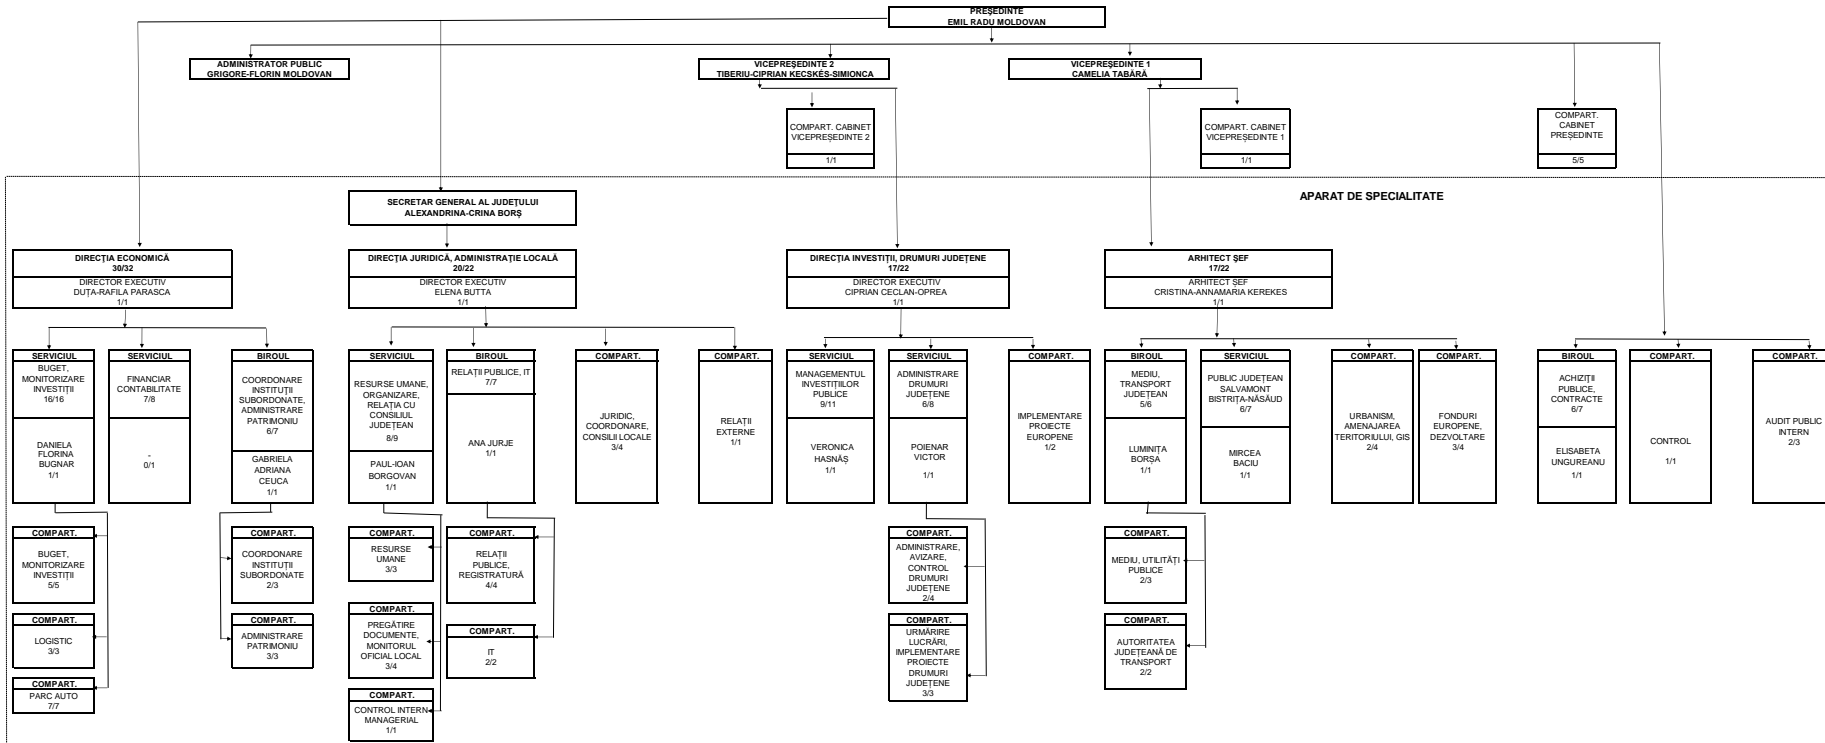 PREȘEDINTE
EMIL RADU MOLDOVAN
ADMINISTRATOR PUBLIC
GRIGORE-FLORIN MOLDOVAN
VICEPREȘEDINTE 2
TIBERIU-CIPRIAN KECSKÉS-SIMIONCA
VICEPREȘEDINTE 1
CAMELIA TABĂRĂ
COMPART. CABINET
VICEPREȘEDINTE 2
1/1
COMPART. CABINET
VICEPREȘEDINTE 1
1/1
COMPART.
CABINET
PREȘEDINTE
5/5
APARAT DE SPECIALITATE
SECRETAR GENERAL AL JUDEȚULUI
ALEXANDRINA-CRINA BORȘ
DIRECȚIA ECONOMICĂ
30/32
DIRECTOR EXECUTIV
DUȚA-RAFILA PARASCA
1/1
DIRECȚIA JURIDICĂ, ADMINISTRAȚIE LOCALĂ
20/22
DIRECTOR EXECUTIV
ELENA BUTTA
1/1
DIRECȚIA INVESTIȚII, DRUMURI JUDEȚENE
17/22
DIRECTOR EXECUTIV
CIPRIAN CECLAN-OPREA
1/1
ARHITECT ȘEF
17/22
ARHITECT ȘEF
CRISTINA-ANNAMARIA KEREKES
1/1
SERVICIUL
BUGET,
MONITORIZARE
INVESTIȚII
16/16
DANIELA
FLORINA
BUGNAR
1/1
SERVICIUL
FINANCIAR
CONTABILITATE
7/8
-
0/1
BIROUL
COORDONARE
INSTITUȚII
SUBORDONATE,
ADMINISTRARE
PATRIMONIU
6/7
GABRIELA
ADRIANA
CEUCA
1/1
SERVICIUL
RESURSE UMANE,
ORGANIZARE,
RELAȚIA CU
CONSILIUL
JUDEȚEAN
8/9
PAUL-IOAN
BORGOVAN
1/1
BIROUL
RELAȚII PUBLICE, IT
7/7
ANA JURJE
1/1
COMPART.
JURIDIC,
COORDONARE,
CONSILII LOCALE
3/4
COMPART.
RELAȚII
EXTERNE
1/1
SERVICIUL
MANAGEMENTUL
INVESTIȚIILOR
PUBLICE
9/11
VERONICA
HASNĂȘ
1/1
SERVICIUL
ADMINISTRARE
DRUMURI
JUDEȚENE
6/8
POIENAR
VICTOR
1/1
COMPART.
IMPLEMENTARE
PROIECTE
EUROPENE
1/2
BIROUL
MEDIU,
TRANSPORT
JUDEȚEAN
5/6
LUMINIȚA
BORȘA
1/1
SERVICIUL
PUBLIC JUDEȚEAN
SALVAMONT
BISTRIȚA-NĂSĂUD
6/7
MIRCEA
BACIU
1/1
COMPART.
URBANISM,
AMENAJAREA
TERITORIULUI, GIS
2/4
COMPART.
FONDURI
EUROPENE,
DEZVOLTARE
3/4
BIROUL
ACHIZIȚII
PUBLICE,
CONTRACTE
6/7
ELISABETA
UNGUREANU
1/1
COMPART.
CONTROL
1/1
COMPART.
AUDIT PUBLIC
INTERN
2/3
COMPART.
BUGET,
MONITORIZARE
INVESTIȚII
5/5
COMPART.
LOGISTIC
3/3
COMPART.
PARC AUTO
7/7
COMPART.
COORDONARE
INSTITUȚII
SUBORDONATE
2/3
COMPART.
ADMINISTRARE
PATRIMONIU
3/3
COMPART.
RESURSE
UMANE
3/3
COMPART.
PREGĂTIRE
DOCUMENTE,
MONITORUL
OFICIAL LOCAL
3/4
COMPART.
CONTROL INTERN
MANAGERIAL
1/1
COMPART.
RELAȚII
PUBLICE,
REGISTRATURĂ
4/4
COMPART.
IT
2/2
COMPART.
ADMINISTRARE,
AVIZARE,
CONTROL
DRUMURI
JUDEȚENE
2/4
COMPART.
URMĂRIRE
LUCRĂRI,
IMPLEMENTARE
PROIECTE
DRUMURI
JUDEȚENE
3/3
COMPART.
MEDIU, UTILITĂȚI
PUBLICE
2/3
COMPART.
AUTORITATEA
JUDEȚEANĂ DE
TRANSPORT
2/2